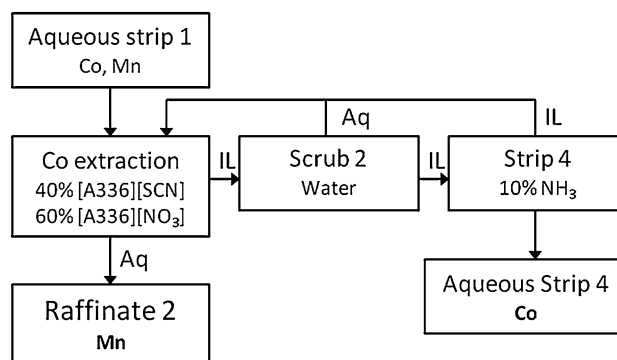 Aqueous strip 1
Co, Mn
Aq
IL
Co extraction
40% [A336][SCN]
60% [A336][NO₃]
IL
Scrub 2
Water
IL
Strip 4
10% NH₃
Aq
Raffinate 2
Mn
Aqueous Strip 4
Co